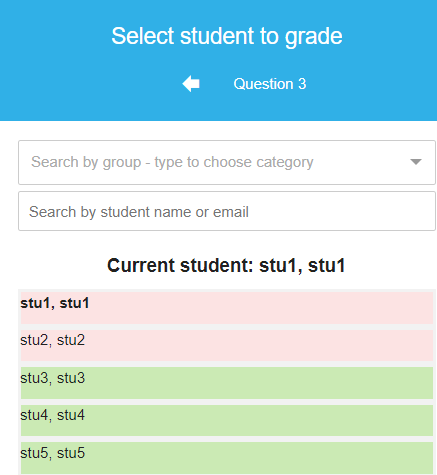 Select student to grade
Question 3
Search by group - type to choose category
Search by student name or email
Current student: stu1, stu1
stu1, stu1
stu2, stu2
stu3, stu3
stu4, stu4
stu5, stu5